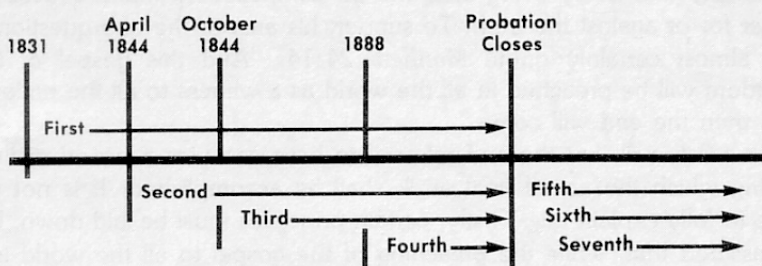 April October Probation
1831 1844 1844 1888 Closes
First
Second Fifth
Third Sixth
Fourth Seventh